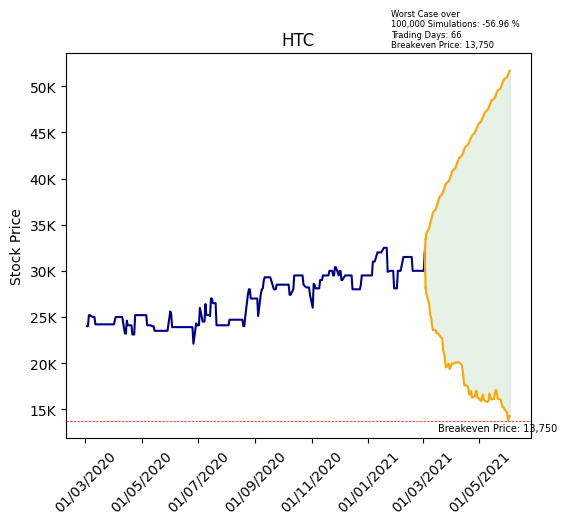 Worst Case over
100,000 Simulations: -56.96 %
Trading Days: 66
Breakeven Price: 13,750
HTC
Stock Price
50K
45K
40K
35K
30K
25K
20K
15K
Breakeven Price: 13,750
01/03/2020
01/05/2020
01/07/2020
01/09/2020
01/11/2020
01/01/2021
01/03/2021
01/05/2021